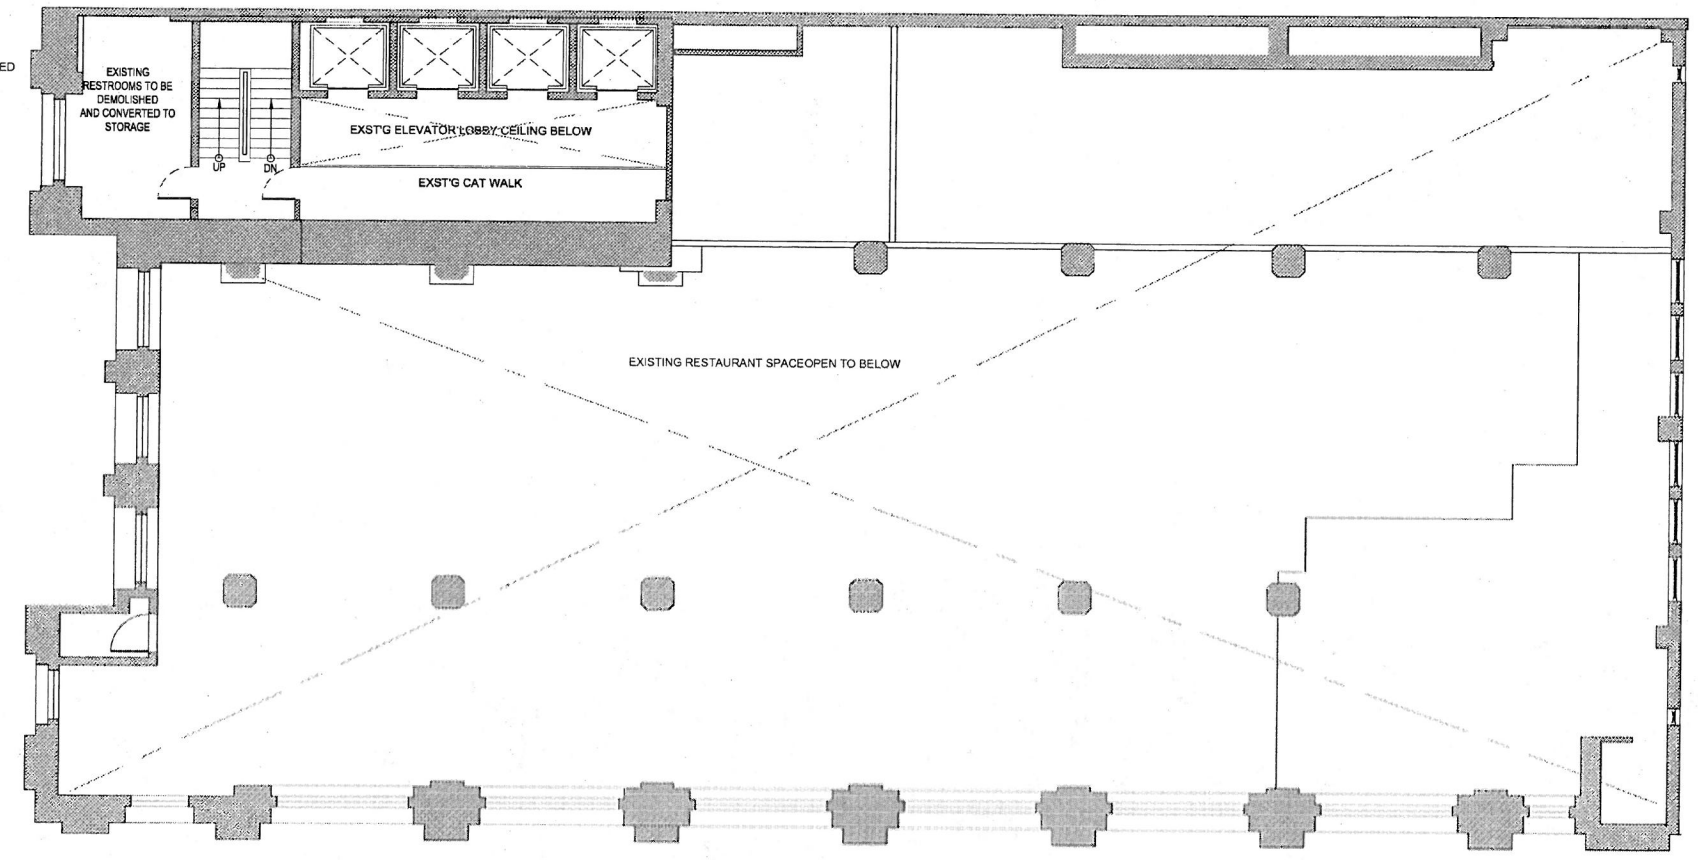 ED
EXISTING
RESTROOMS TO BE
DEMOLISHED
AND CONVERTED TO
STORAGE
UP
DN
EXST'G ELEVATOR LOBBY CEILING BELOW
EXST'G CAT WALK
EXISTING RESTAURANT SPACEOPEN TO BELOW